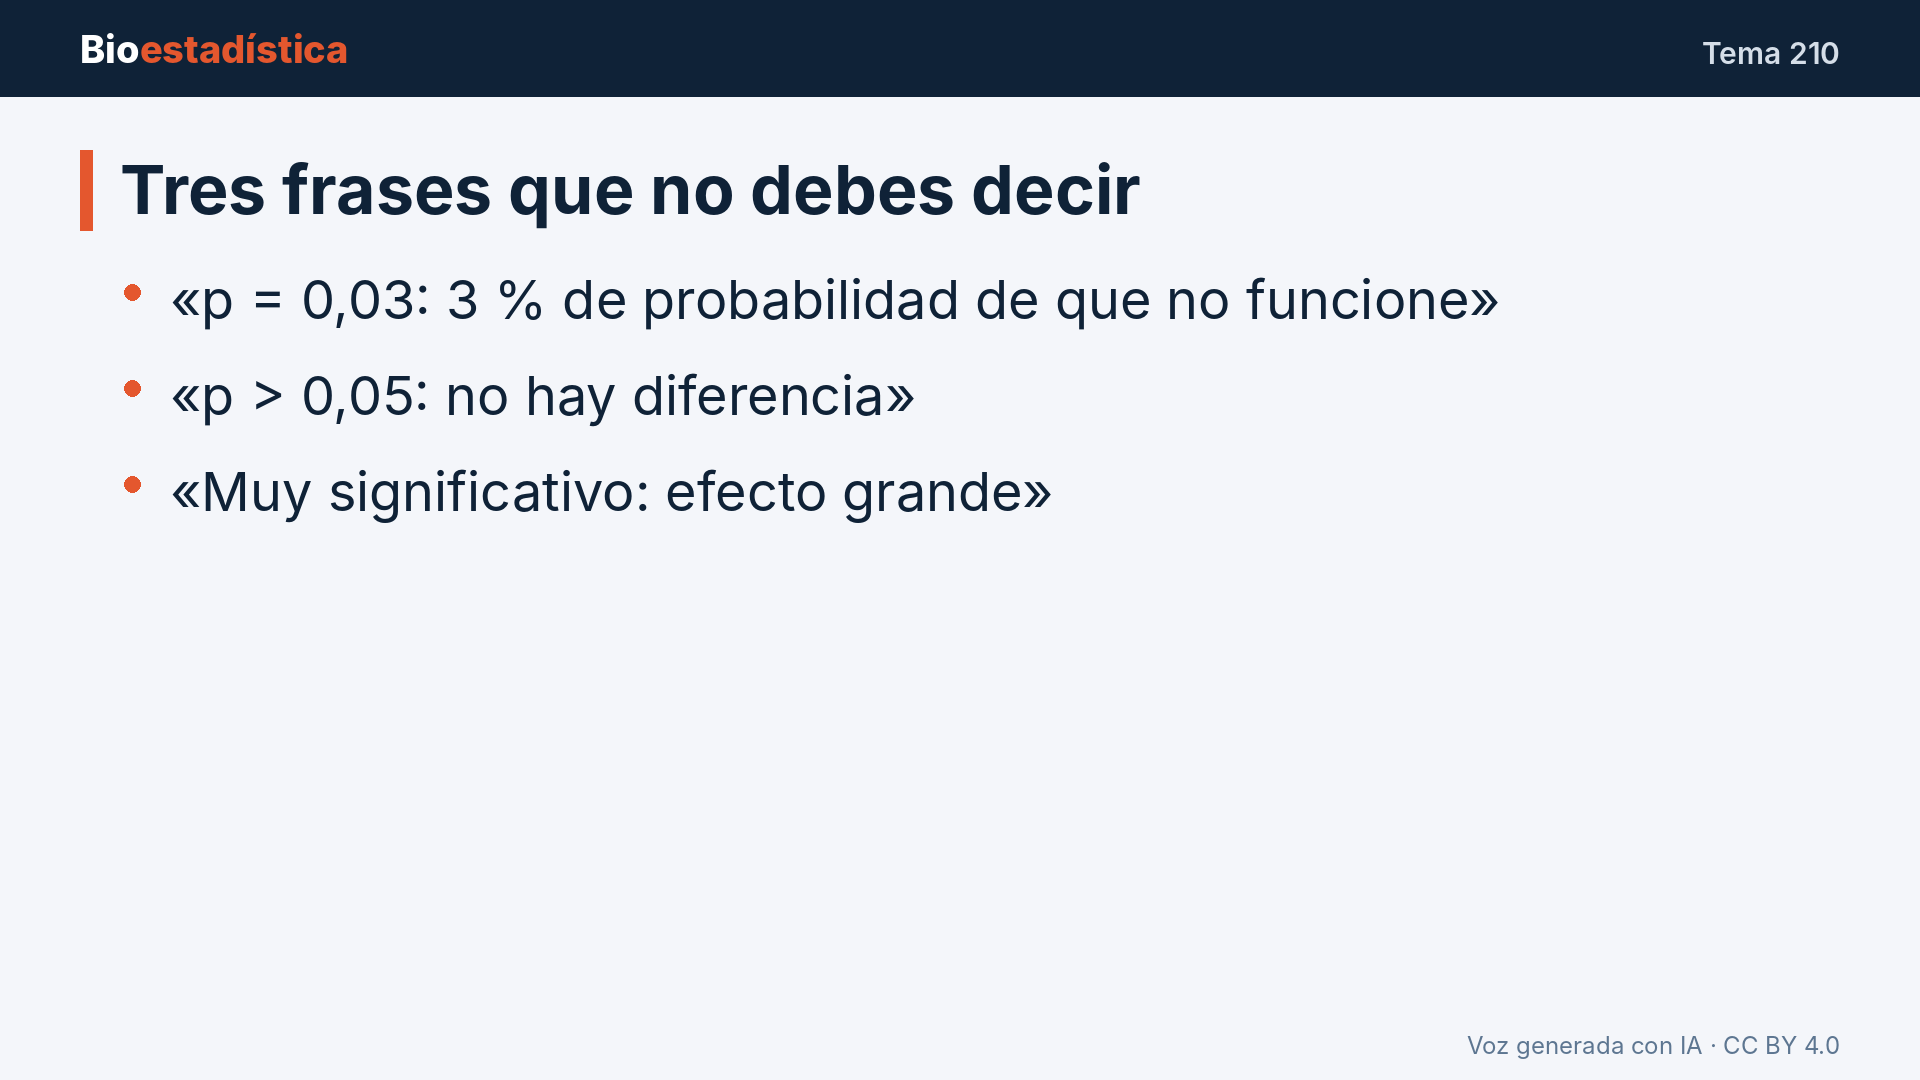 Bioestadística
Tema 210
Tres frases que no debes decir
• «p = 0,03: 3 % de probabilidad de que no funcione»
• «p > 0,05: no hay diferencia»
• «Muy significativo: efecto grande»
Voz generada con IA · CC BY 4.0